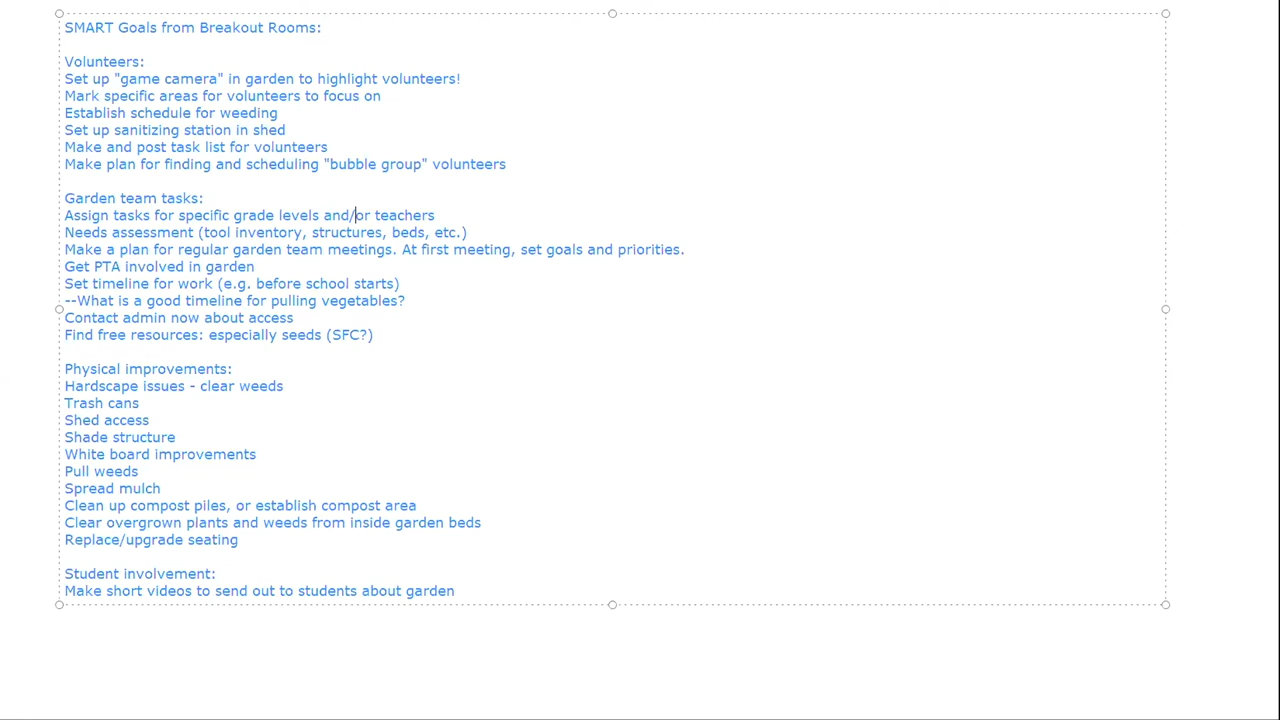 SMART Goals from Breakout Rooms:
Volunteers:
Set up "game camera" in garden to highlight volunteers!
Mark specific areas for volunteers to focus on
Establish schedule for weeding
Set up sanitizing station in shed
Make and post task list for volunteers
Make plan for finding and scheduling "bubble group" volunteers
Garden team tasks:
Assign tasks for specific grade levels and/or teachers
Needs assessment (tool inventory, structures, beds, etc.)
Make a plan for regular garden team meetings. At first meeting, set goals and priorities.
Get PTA involved in garden
Set timeline for work (e.g. before school starts)
--What is a good timeline for pulling vegetables?
Contact admin now about access
Find free resources: especially seeds (SFC?)
Physical improvements:
Hardscape issues - clear weeds
Trash cans
Shed access
Shade structure
White board improvements
Pull weeds
Spread mulch
Clean up compost piles, or establish compost area
Clear overgrown plants and weeds from inside garden beds
Replace/upgrade seating
Student involvement:
Make short videos to send out to students about garden